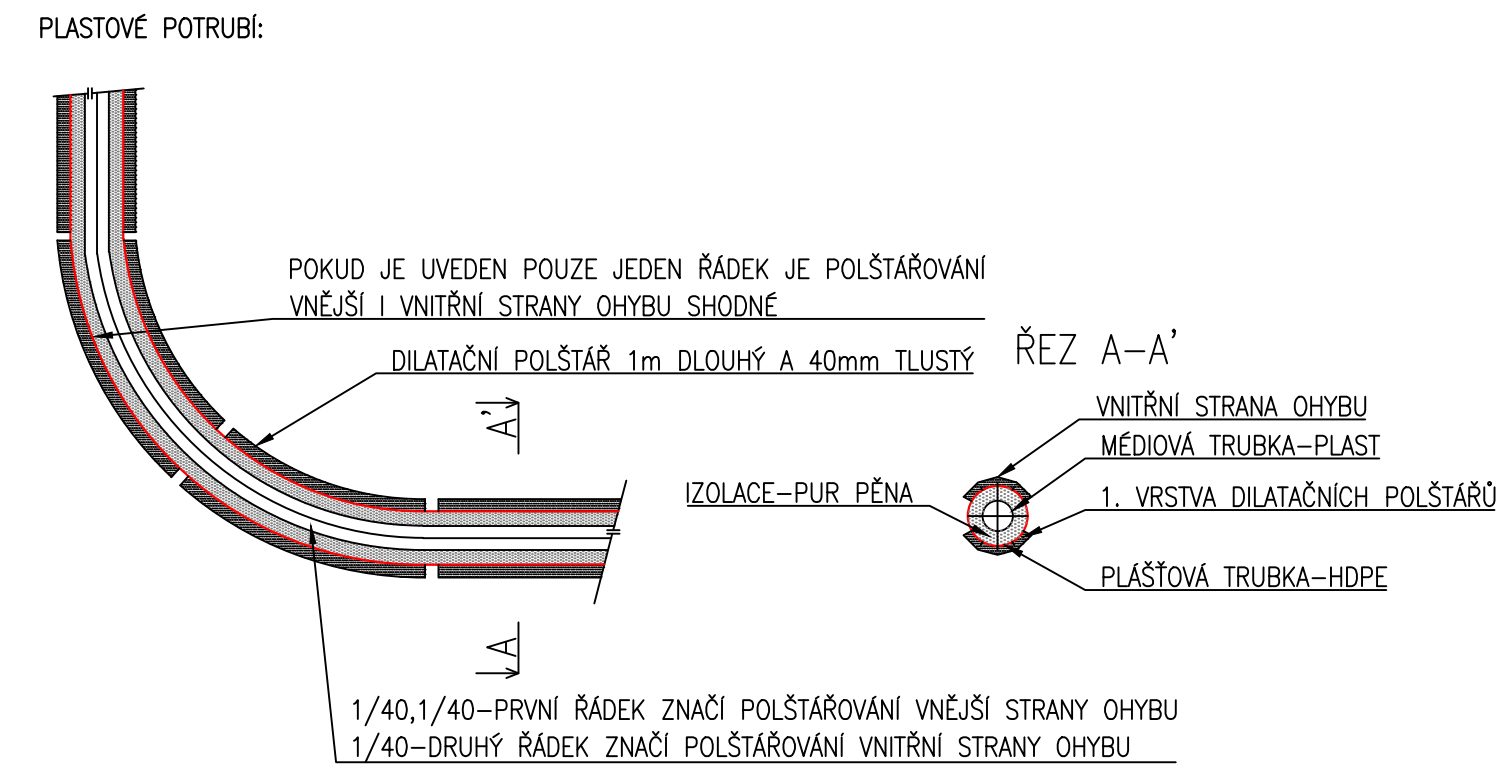 PLASTOVÉ POTRUBÍ:
POKUD JE UVEDEN POUZE JEDEN ŘÁDEK JE POLŠTÁŘOVÁNÍ
VNĚJŠÍ I VNITŘNÍ STRANY OHYBU SHODNÉ
DILATAČNÍ POLŠTÁŘ 1m DLOUHÝ A 40mm TLUSTÝ
ŘEZ A-A'
A'
VNITŘNÍ STRANA OHYBU
MÉDIOVÁ TRUBKA-PLAST
IZOLACE-PUR PĚNA
1. VRSTVA DILATAČNÍCH POLŠTÁŘŮ
PLÁŠŤOVÁ TRUBKA-HDPE
A
1/40,1/40-PRVNÍ ŘÁDEK ZNAČÍ POLŠTÁŘOVÁNÍ VNĚJŠÍ STRANY OHYBU
1/40-DRUHÝ ŘÁDEK ZNAČÍ POLŠTÁŘOVÁNÍ VNITŘNÍ STRANY OHYBU